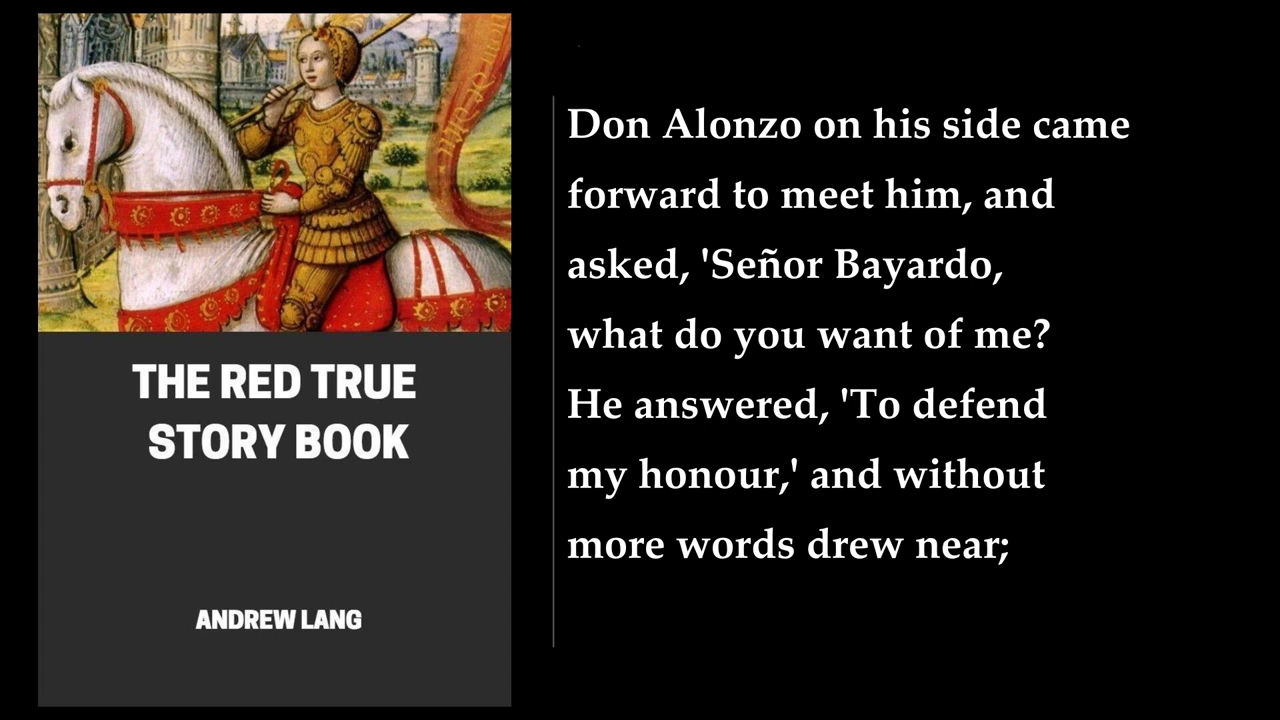 THE RED TRUE
STORY BOOK
ANDREW LANG
Don Alonzo on his side came
forward to meet him, and
asked, 'Señor Bayardo,
what do you want of me?
He answered, 'To defend
my honour,' and without
more words drew near;